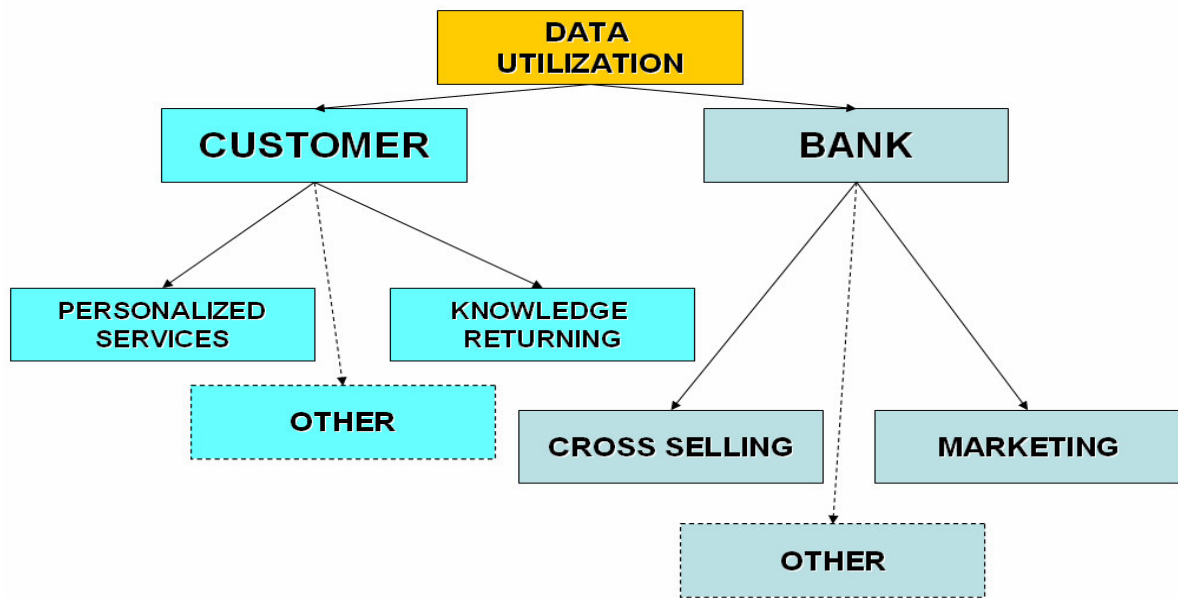 DATA
UTILIZATION
CUSTOMER
BANK
PERSONALIZED
SERVICES
KNOWLEDGE
RETURNING
OTHER
CROSS SELLING
MARKETING
OTHER